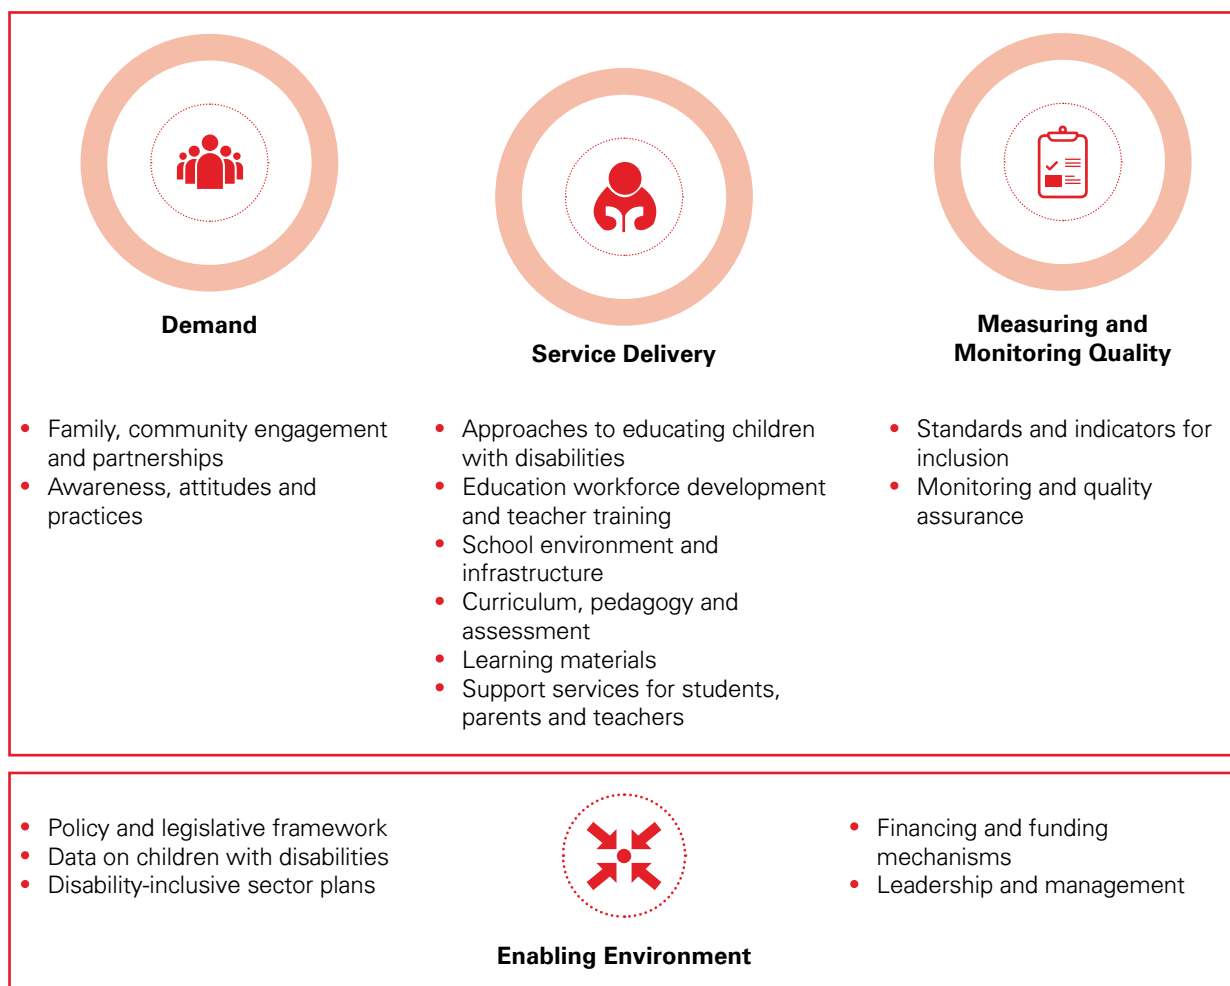 Demand
• Family, community engagement
and partnerships
• Awareness, attitudes and
practices
Service Delivery
• Approaches to educating children
with disabilities
• Education workforce development
and teacher training
• School environment and
infrastructure
• Curriculum, pedagogy and
assessment
• Learning materials
• Support services for students,
parents and teachers
Measuring and
Monitoring Quality
• Standards and indicators for
inclusion
• Monitoring and quality
assurance
• Policy and legislative framework
• Data on children with disabilities
• Disability-inclusive sector plans
Enabling Environment
• Financing and funding
mechanisms
• Leadership and management